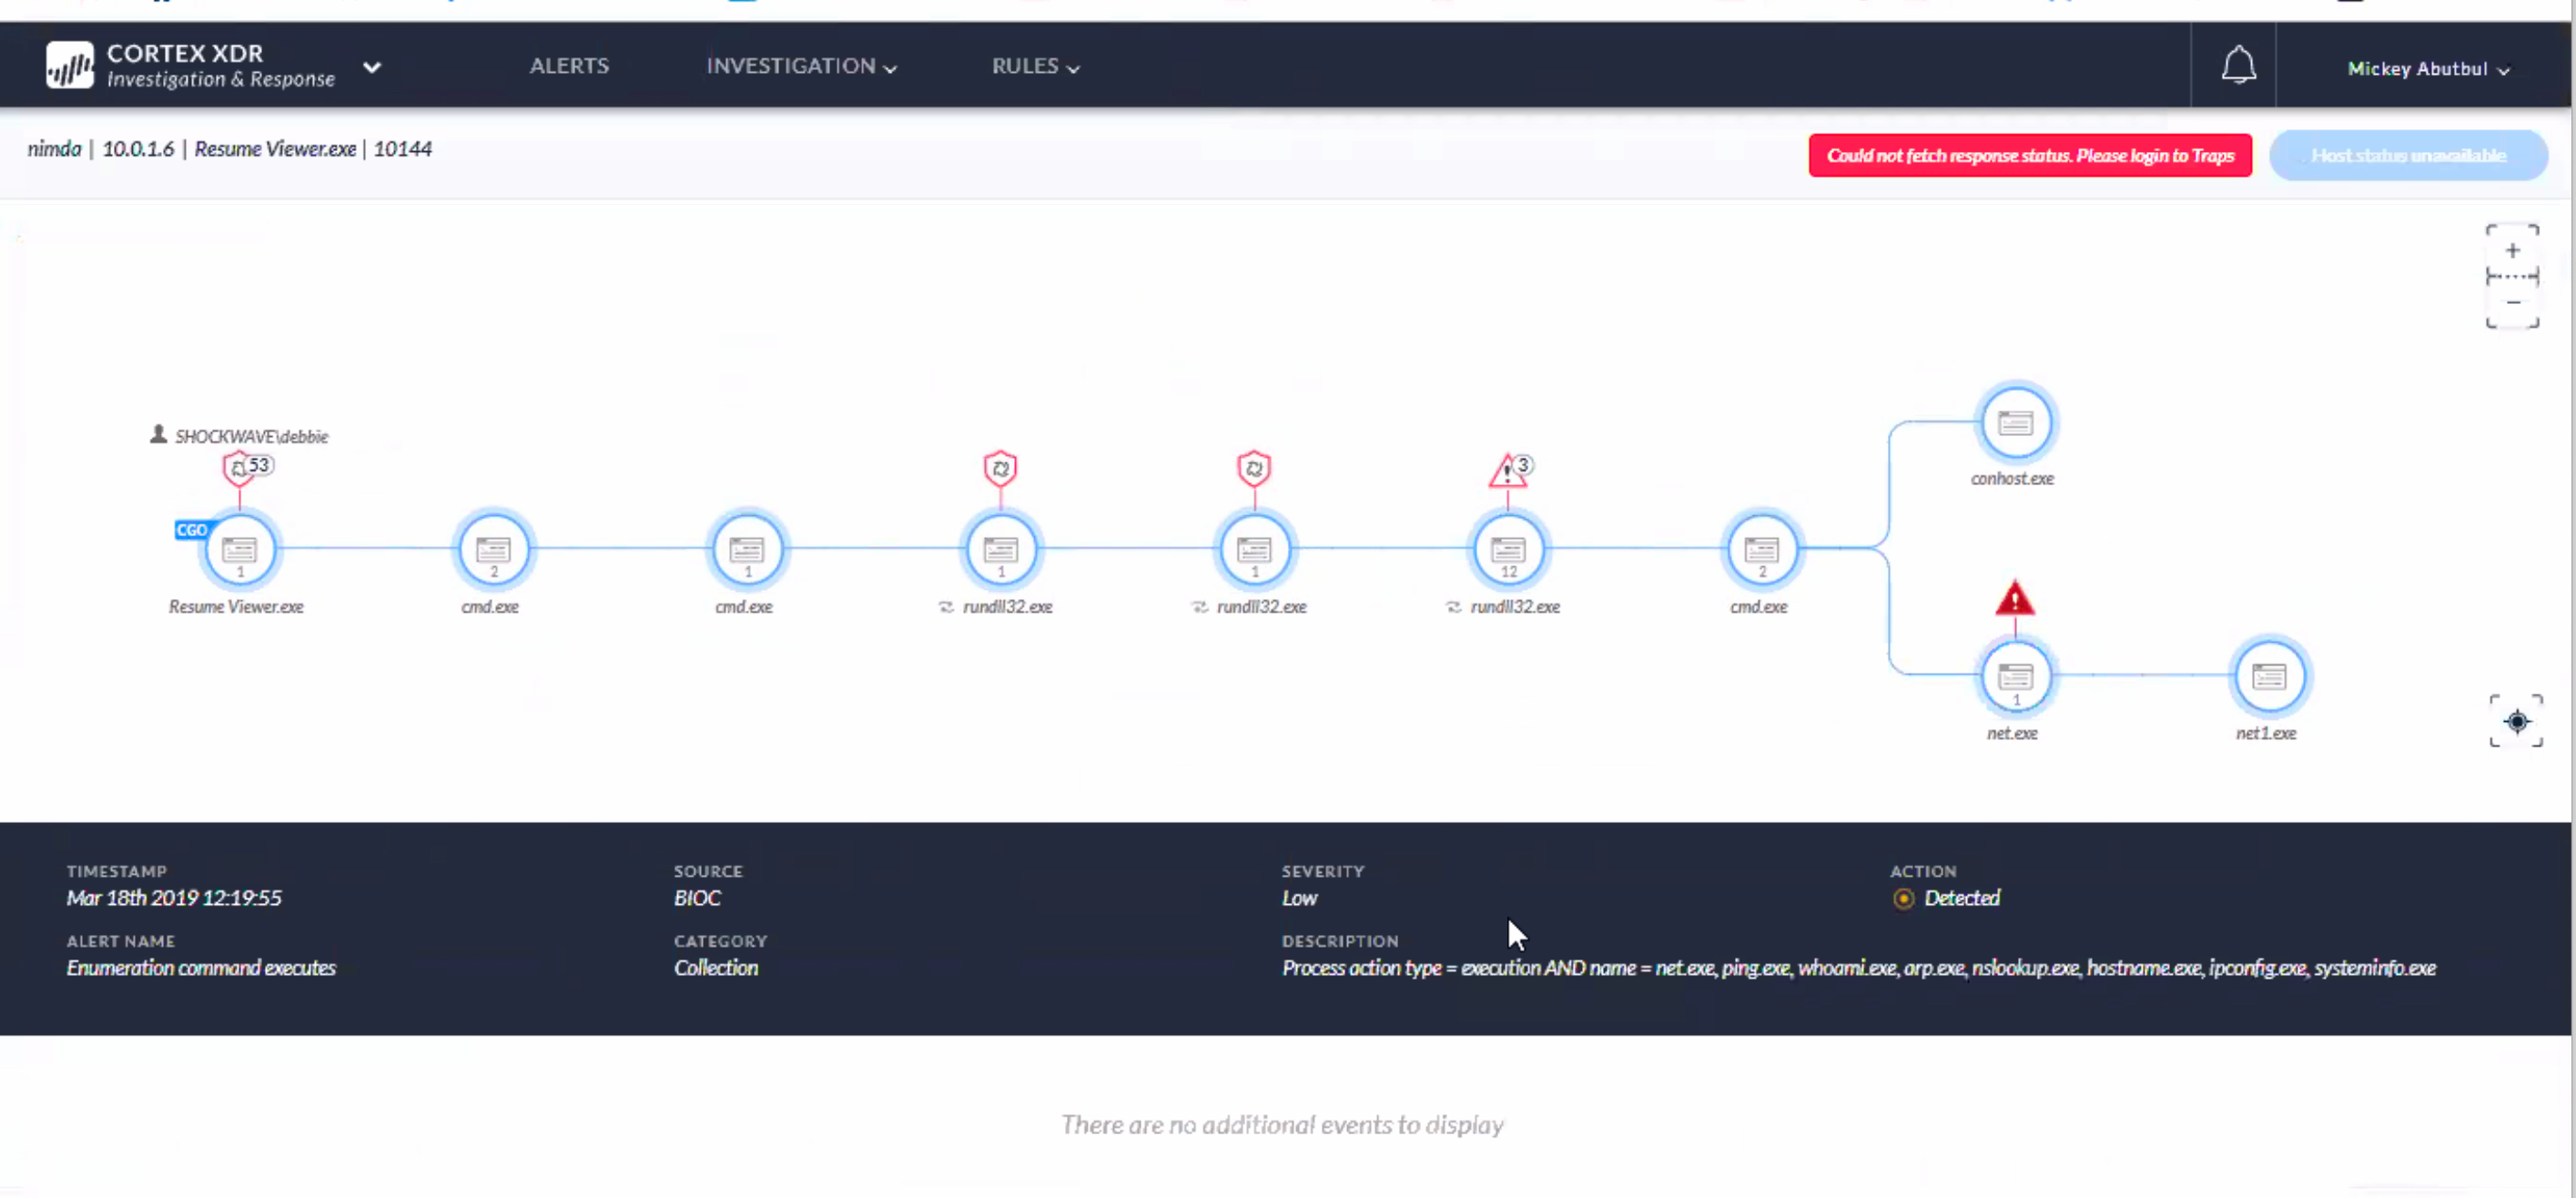 CORTEX XDR
Investigation & Response
ALERTS
INVESTIGATION
RULES
Mickey Abutbul
nimda | 10.0.1.6 | Resume Viewer.exe | 10144
Could not fetch response status. Please login to Traps
Host status unavailable
SHOCKWAVE\debbie
53
3
CGO
1
2
1
1
1
12
2
Resume Viewer.exe
cmd.exe
cmd.exe
rundll32.exe
rundll32.exe
rundll32.exe
cmd.exe
conhost.exe
1
net.exe
net1.exe
TIMESTAMP
Mar 18th 2019 12:19:55
SOURCE
BIOC
SEVERITY
Low
ACTION
Detected
ALERT NAME
Enumeration command executes
CATEGORY
Collection
DESCRIPTION
Process action type = execution AND name = net.exe, ping.exe, whoami.exe, arp.exe, nslookup.exe, hostname.exe, ipconfig.exe, systeminfo.exe
There are no additional events to display